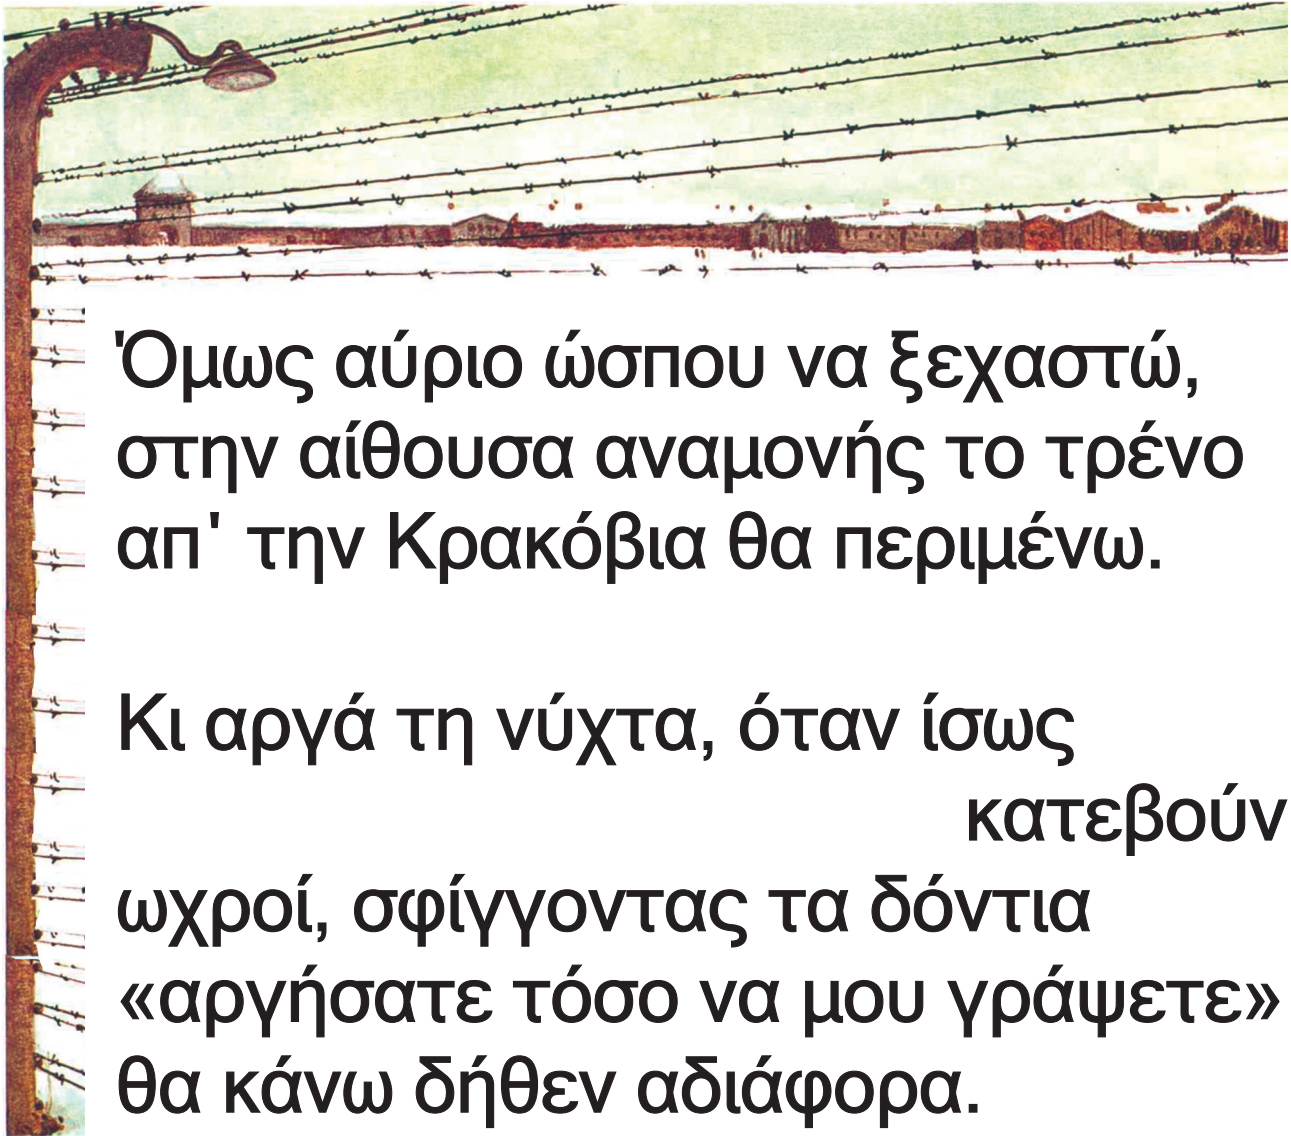 Όμως αύριο ώσπου να ξεχαστώ,
στην αίθουσα αναμονής το τρένο
απ' την Κρακόβια θα περιμένω.
Κι αργά τη νύχτα, όταν ίσως
κατεβούν
ωχροί, σφίγγοντας τα δόντια
«αργήσατε τόσο να μου γράψετε»
θα κάνω δήθεν αδιάφορα.